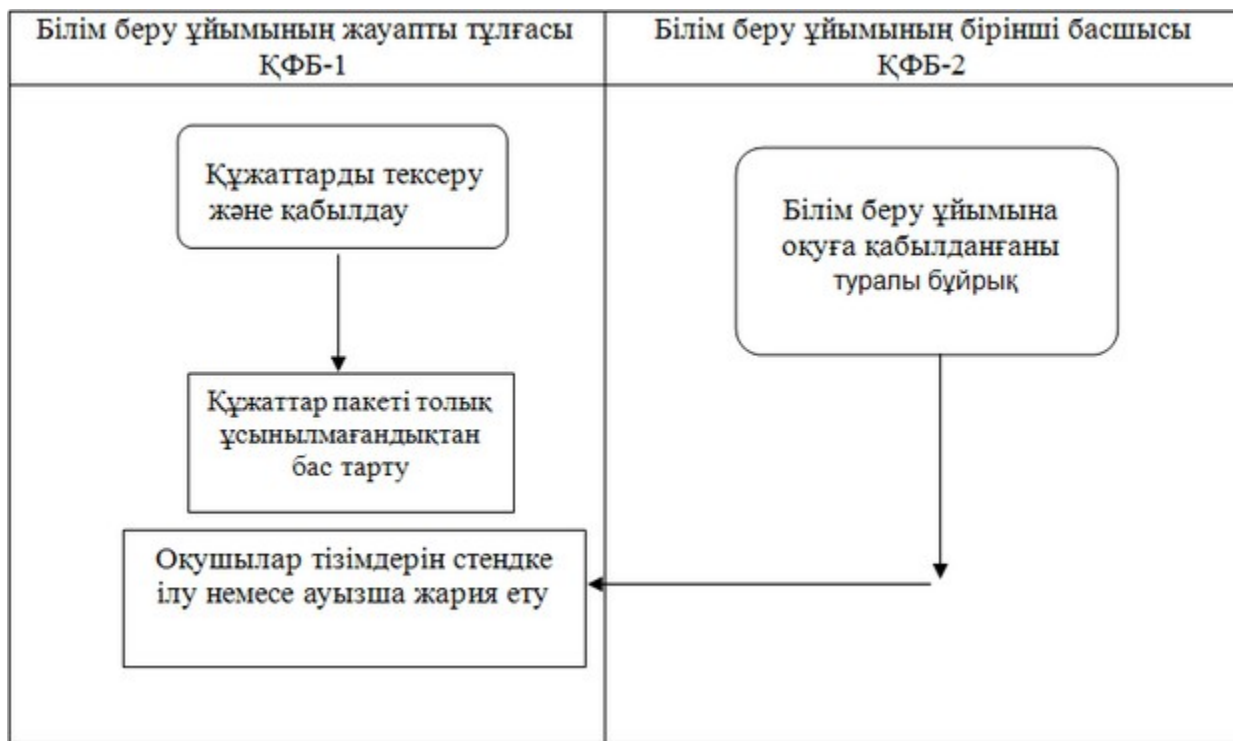 Білім беру ұйымының жауапты тұлғасы
ҚФБ-1
Білім беру ұйымының бірінші басшысы
ҚФБ-2
Құжаттарды тексеру
және қабылдау
Білім беру ұйымына
оқуға қабылданғаны
туралы бұйрық
Құжаттар пакеті толық
ұсынылмағандықтан
бас тарту
Оқушылар тізімдерін стендке
ілу немесе ауызша жария ету